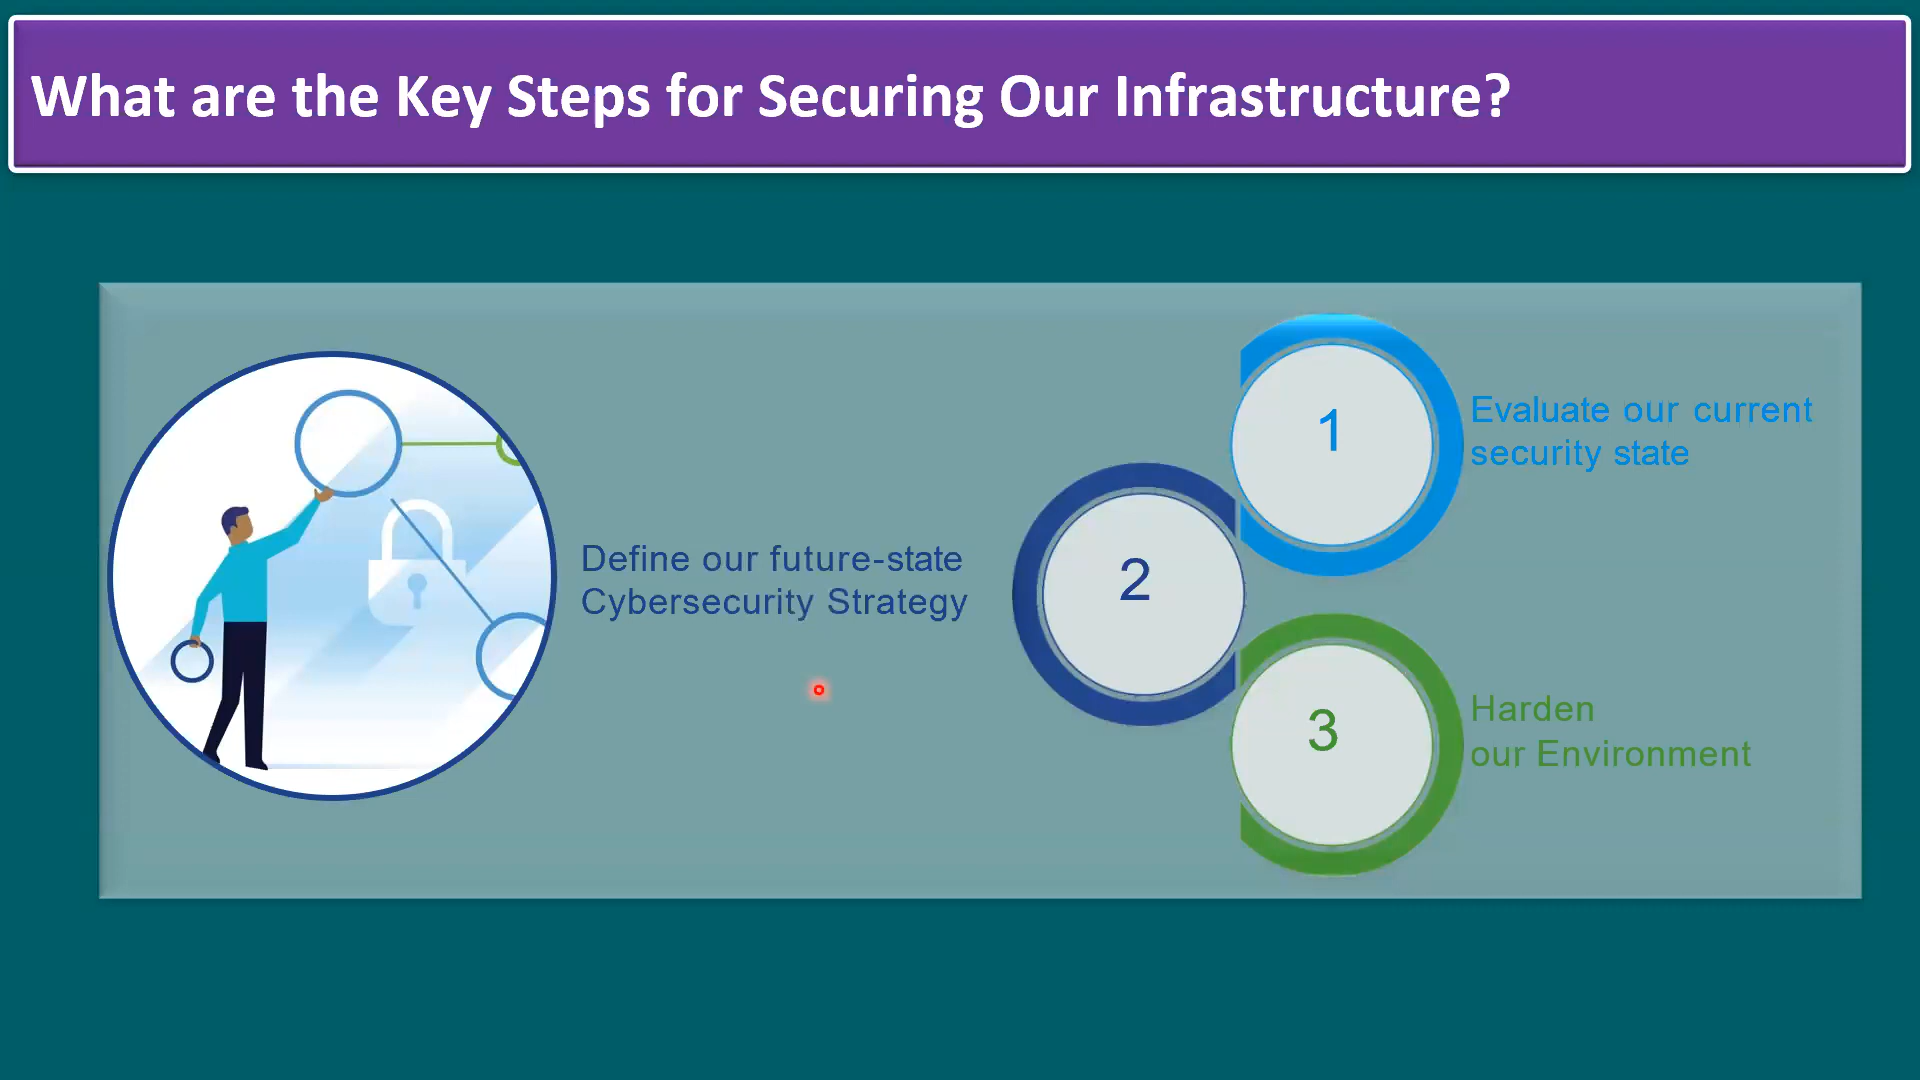 What are the Key Steps for Securing Our Infrastructure?
1
Evaluate our current
security state
2
Define our future-state
Cybersecurity Strategy
3
Harden
our Environment